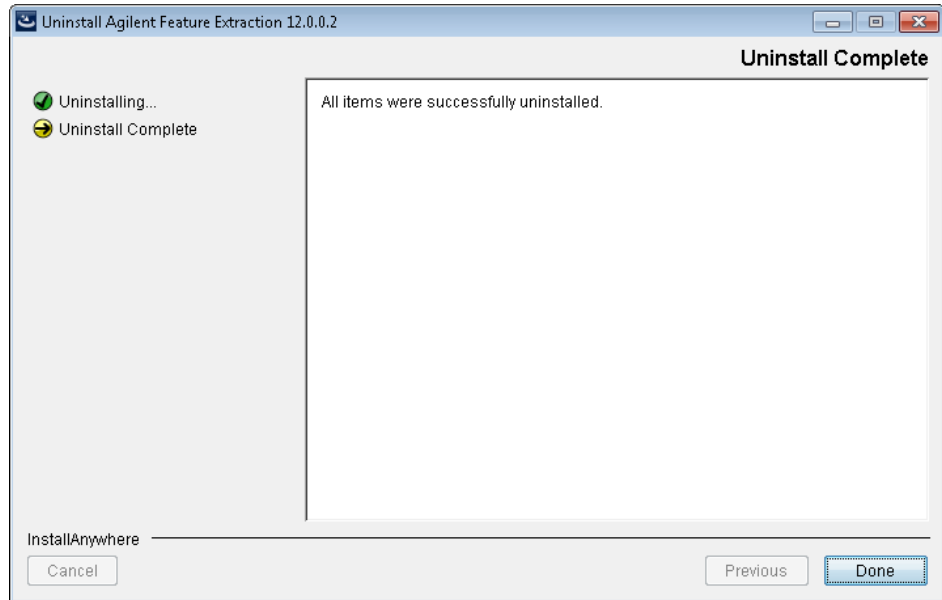 Uninstall Agilent Feature Extraction 12.0.0.2
Uninstall Complete
Uninstalling...
Uninstall Complete
All items were successfully uninstalled.
InstallAnywhere
Cancel
Previous
Done